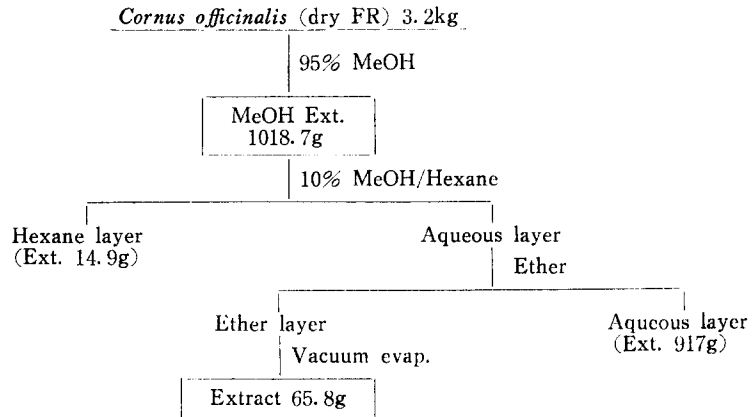 Cornus officinalis (dry FR) 3.2kg
95% MeOH
MeOH Ext.
1018.7g
10% MeOH/Hexane
Hexane layer
(Ext. 14.9g)
Aqueous layer
Ether
Ether layer
Vacuum evap.
Aqueous layer
(Ext. 917g)
Extract 65.8g